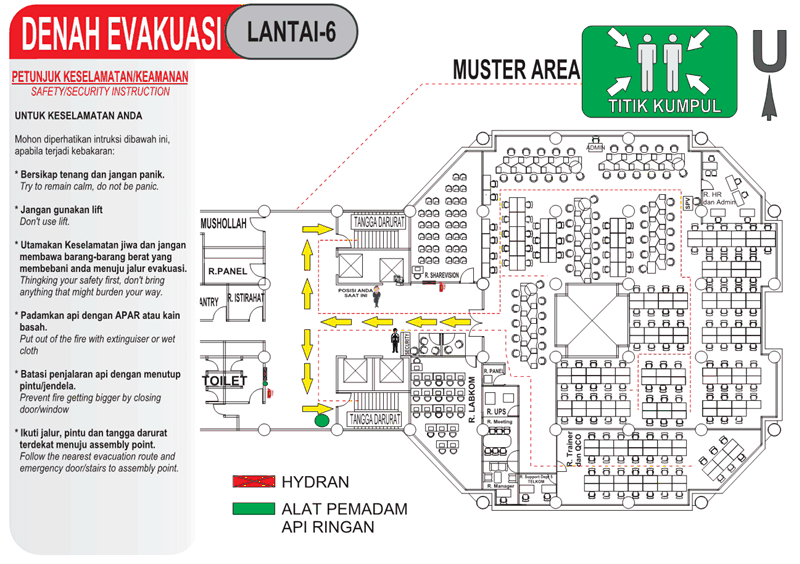 DENAH EVAKUASI
LANTAI-6
PETUNJUK KESELAMATAN/KEAMANAN
SAFETY/SECURITY INSTRUCTION
UNTUK KESELAMATAN ANDA
Mohon diperhatikan intruksi dibawah ini,
apabila terjadi kebakaran:
* Bersikap tenang dan jangan panik.
Try to remain calm, do not be panic.
* Jangan gunakan lift
Don't use lift.
* Utamakan Keselamatan jiwa dan jangan
membawa barang-barang berat yang
membebani anda menuju jalur evakuasi.
Thingking your safety first, don't bring
anything that might burden your way.
* Padamkan api dengan APAR atau kain
basah.
Put out of the fire with extinguiser or wet
cloth
* Batasi penjalaran api dengan menutup
pintu/jendela.
Prevent fire getting bigger by closing
door/window
* Ikuti jalur, pintu dan tangga darurat
terdekat menuju assembly point.
Follow the nearest evacuation route and
emergency door/stairs to assembly point.
MUSTER AREA
TITIK KUMPUL
U
ADMIN
R. HR
dan Admin
SPV
MUSHOLLAH
TANGGA DARURAT
R.PANEL
R. SHAREVISION
POSISI ANDA
SAAT INI
ANTRY
R. ISTIRAHAT
SECURITY
TOILET
R. LABKOM
R. PANEL
R. UPS
TANGGA DARURAT
R. Meeting
R. Trainer
dan QCO
R. Manager
R. Support Desk
TELKOM
HYDRAN
ALAT PEMADAM
API RINGAN